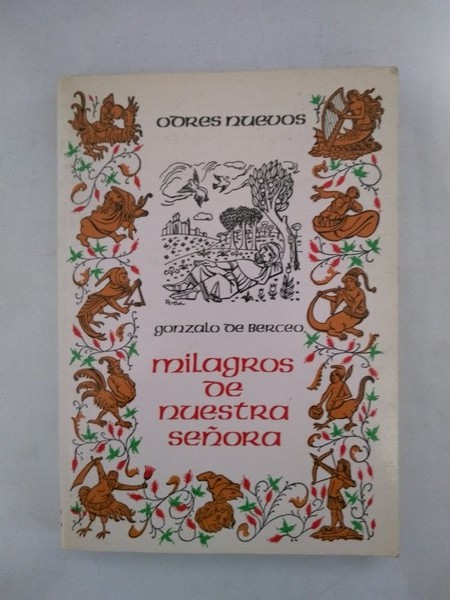 odres nuevos
gonzalo de berceo
milagros
de
nuestra
señora